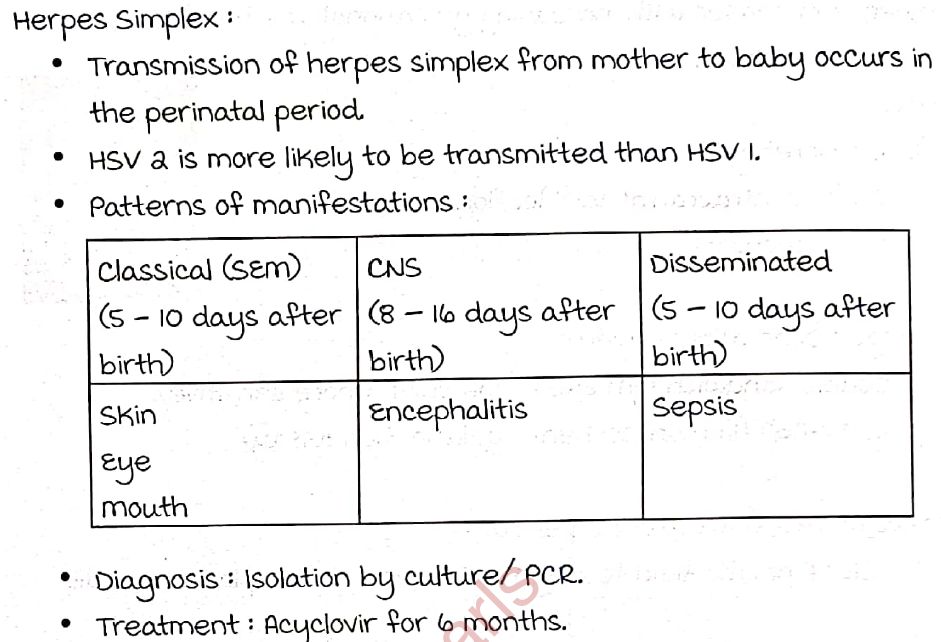 Herpes Simplex :
• Transmission of herpes simplex from mother to baby occurs in
the perinatal period.
• HSV 2 is more likely to be transmitted than HSV 1.
• Patterns of manifestations :
Classical (SEM)
(5 - 10 days after
birth)
CNS
(8 - 16 days after
birth)
Disseminated
(5 - 10 days after
birth)
Skin
Eye
mouth
Encephalitis
Sepsis
• Diagnosis : Isolation by culture/ PCR.
• Treatment : Acyclovir for 6 months.